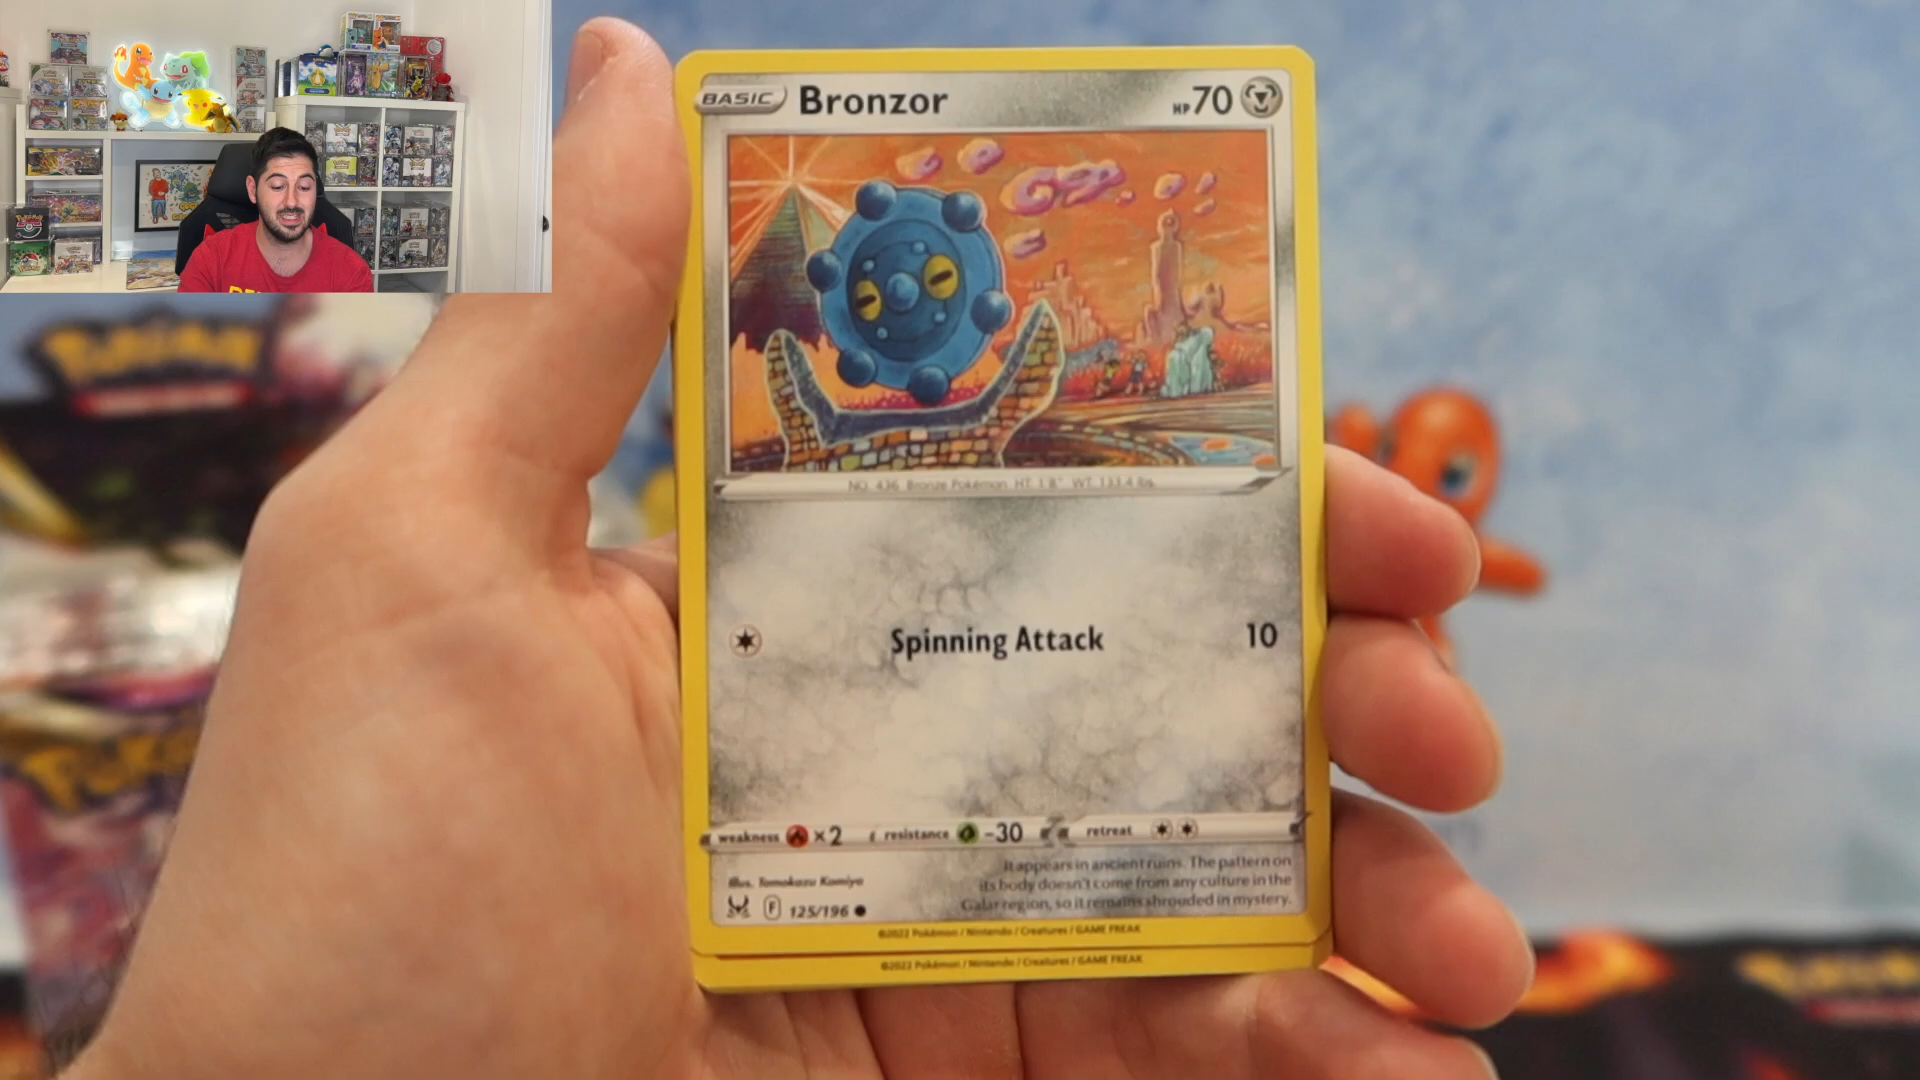 BASIC Bronzor HP 70
NO. 436 Bronze Pokémon HT: 1'8" WT: 133.4 lbs.
Spinning Attack 10
weakness ×2 resistance -30 retreat
It appears in ancient ruins. The pattern on
its body doesn't come from any culture in the
Galar region, so it remains shrouded in mystery.
Illus. Tomokazu Komiya
F 125/196
©2022 Pokémon / Nintendo / Creatures / GAME FREAK
©2022 Pokémon / Nintendo / Creatures / GAME FREAK
Pokémon